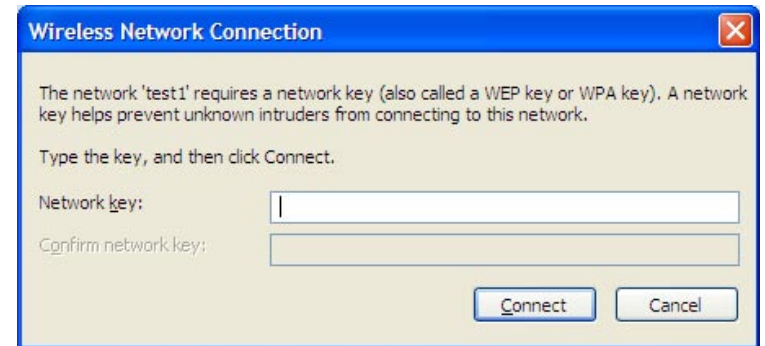 Wireless Network Connection
The network 'test1' requires a network key (also called a WEP key or WPA key). A network
key helps prevent unknown intruders from connecting to this network.
Type the key, and then click Connect.
Network key:
Confirm network key:
Connect Cancel